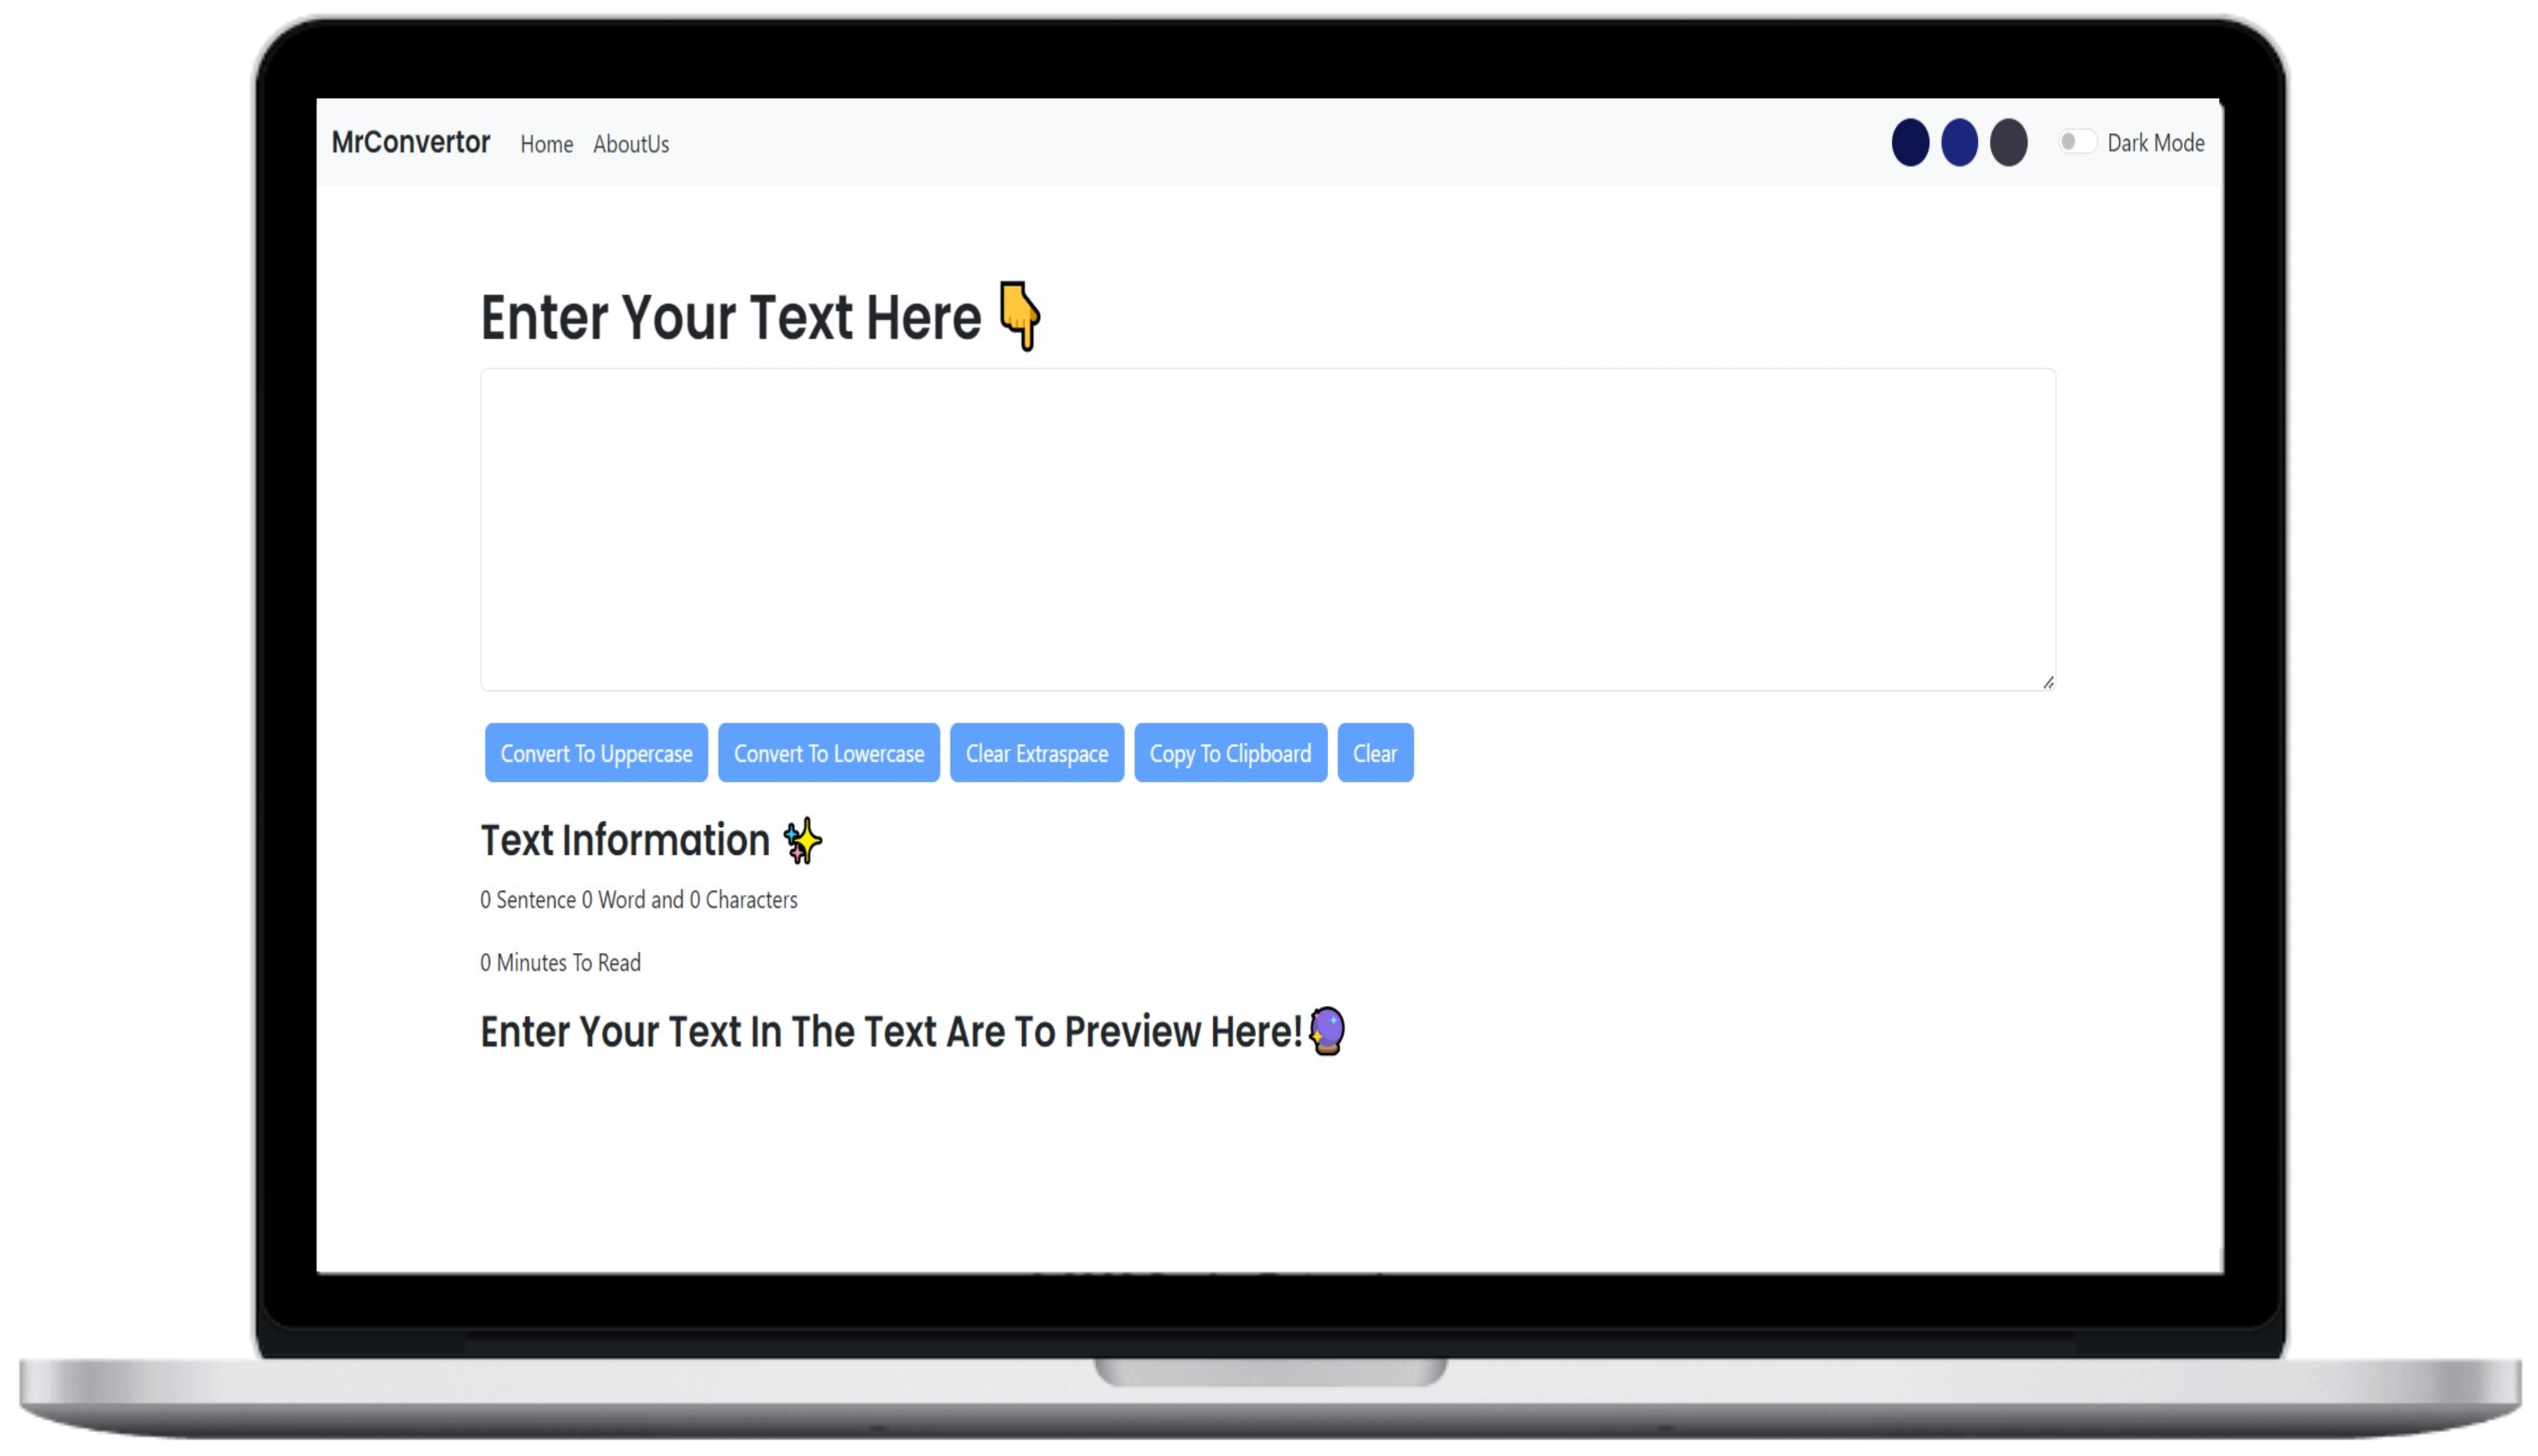 MrConvertor Home AboutUs Dark Mode
Enter Your Text Here 👇
Convert To Uppercase Convert To Lowercase Clear Extraspace Copy To Clipboard Clear
Text Information ✨
0 Sentence 0 Word and 0 Characters
0 Minutes To Read
Enter Your Text In The Text Are To Preview Here!🔮